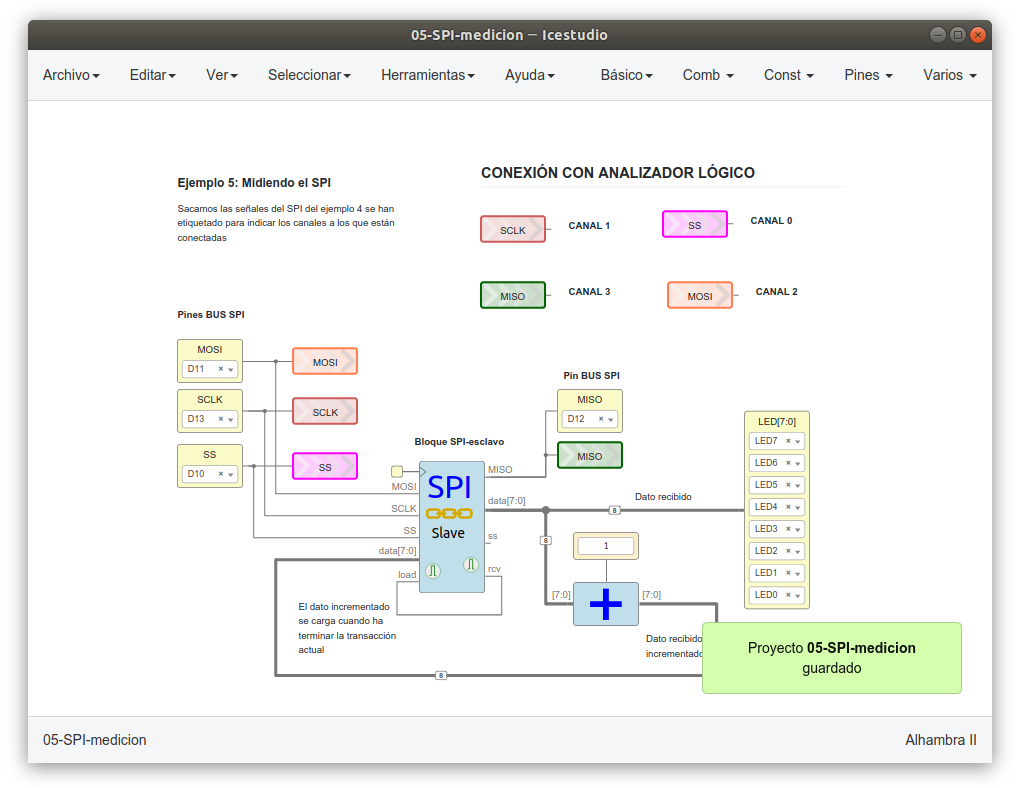 05-SPI-medicion — Icestudio
Archivo Editar Ver Seleccionar Herramientas Ayuda Básico Comb Const Pines Varios
Ejemplo 5: Midiendo el SPI
Sacamos las señales del SPI del ejemplo 4 se han
etiquetado para indicar los canales a los que están
conectadas
CONEXIÓN CON ANALIZADOR LÓGICO
SCLK CANAL 1 SS CANAL 0
MISO CANAL 3 MOSI CANAL 2
Pines BUS SPI
MOSI
D11
MOSI
SCLK
D13
SCLK
SS
D10
SS
Bloque SPI-esclavo
MOSI
SCLK
SS
data[7:0]
load
SPI
Slave
MISO
data[7:0]
ss
rcv
Pin BUS SPI
MISO
D12
MISO
Dato recibido
8
8
1
[7:0]
+
[7:0]
LED[7:0]
LED7
LED6
LED5
LED4
LED3
LED2
LED1
LED0
El dato incrementado
se carga cuando ha
terminar la transacción
actual
Dato recibido
incrementado
8
Proyecto 05-SPI-medicion
guardado
05-SPI-medicion Alhambra II